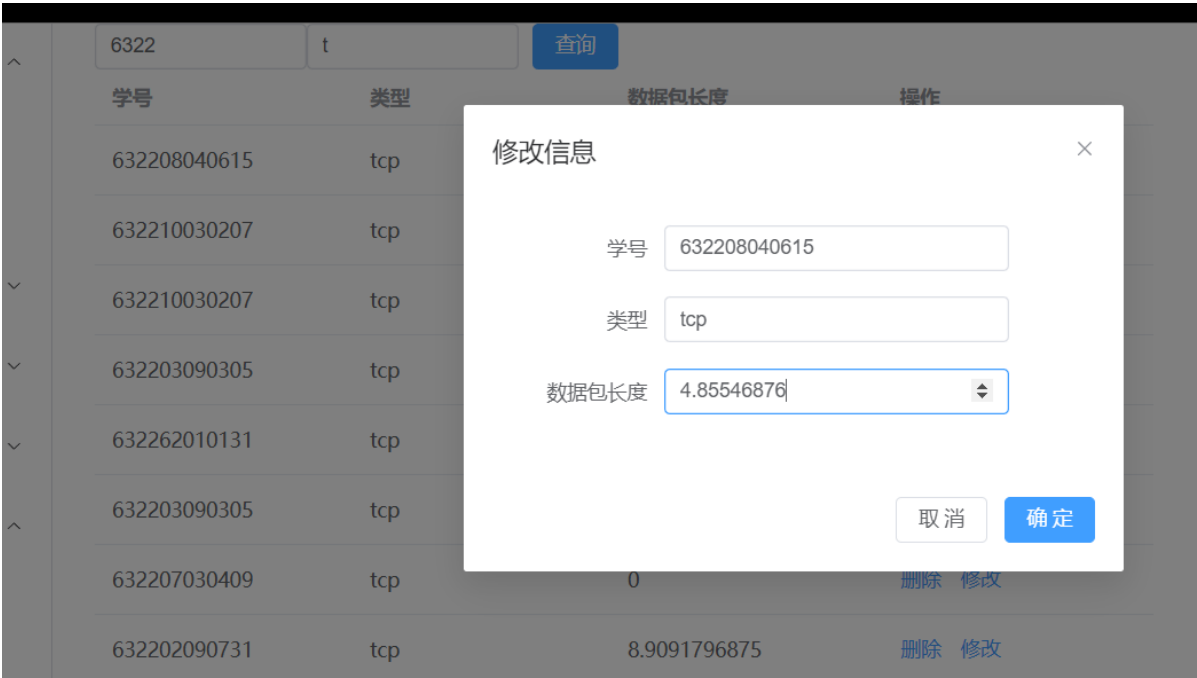 6322 t 查询
学号 类型 数据包长度 操作
修改信息
632208040615 tcp
632210030207 tcp
学号 632208040615
632210030207 tcp
类型 tcp
632203090305 tcp
数据包长度 4.85546876
632262010131 tcp
632203090305 tcp
取消 确定
632207030409 tcp 0 删除 修改
632202090731 tcp 8.9091796875 删除 修改